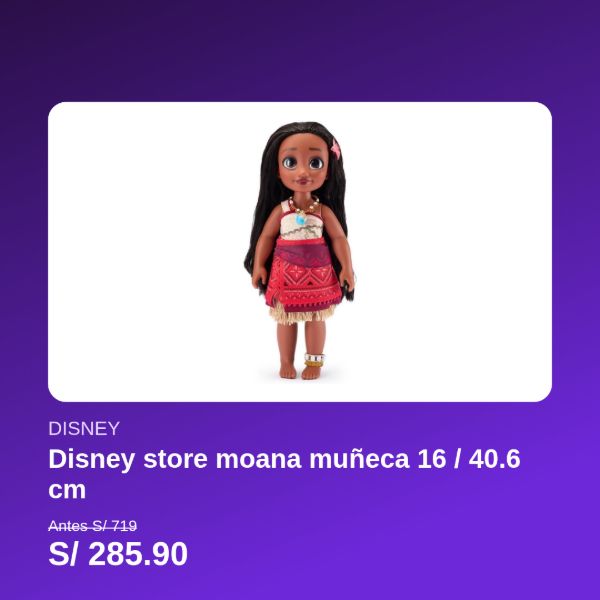 DISNEY
Disney store moana muñeca 16 / 40.6
cm
Antes S/ 719
S/ 285.90